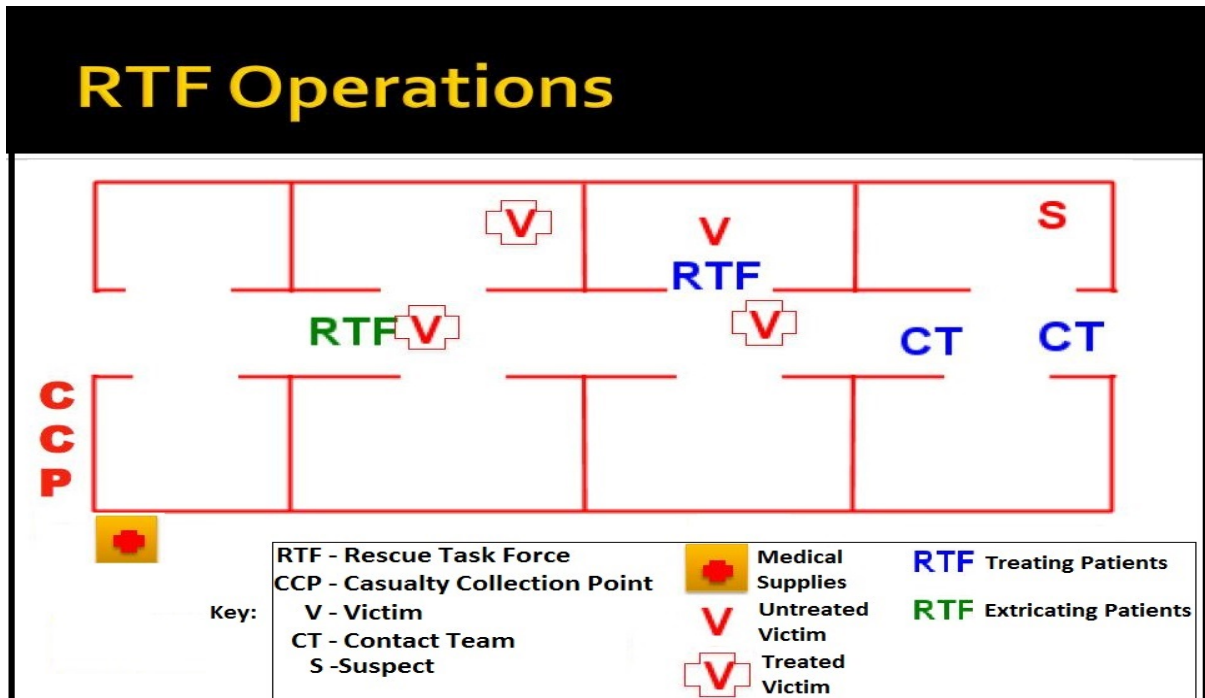 RTF Operations
V
V
S
RTF
RTF V
V
CT
CT
C
C
P
Key:
RTF - Rescue Task Force
CCP - Casualty Collection Point
V - Victim
CT - Contact Team
S -Suspect
Medical
Supplies
V Untreated
Victim
V Treated
Victim
RTF Treating Patients
RTF Extricating Patients